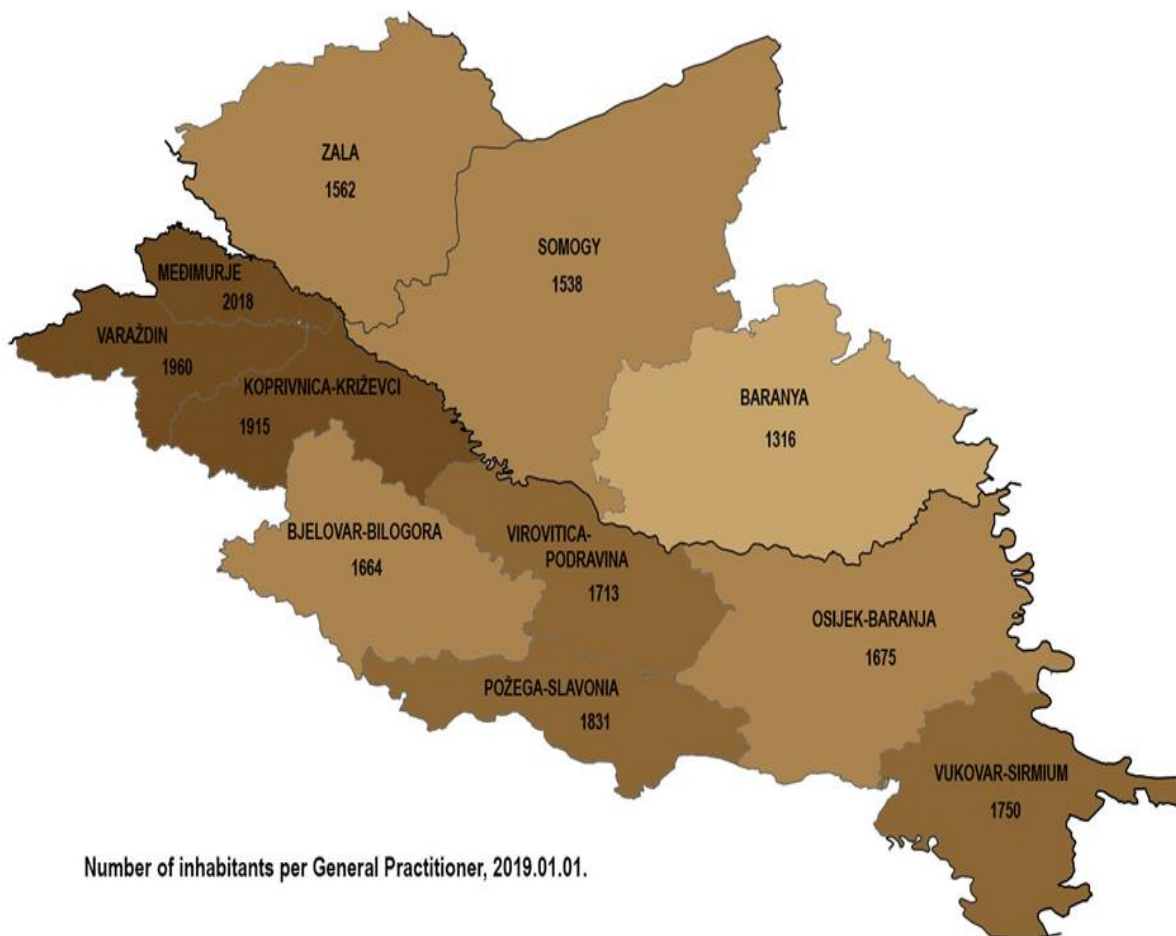 ZALA
1562
SOMOGY
1538
MEĐIMURJE
2018
VARAŽDIN
1960
KOPRIVNICA-KRIŽEVCI
1915
BARANYA
1316
BJELOVAR-BILOGORA
1664
VIROVITICA-
PODRAVINA
1713
OSIJEK-BARANJA
1675
POŽEGA-SLAVONIA
1831
VUKOVAR-SIRMIUM
1750
Number of inhabitants per General Practitioner, 2019.01.01.